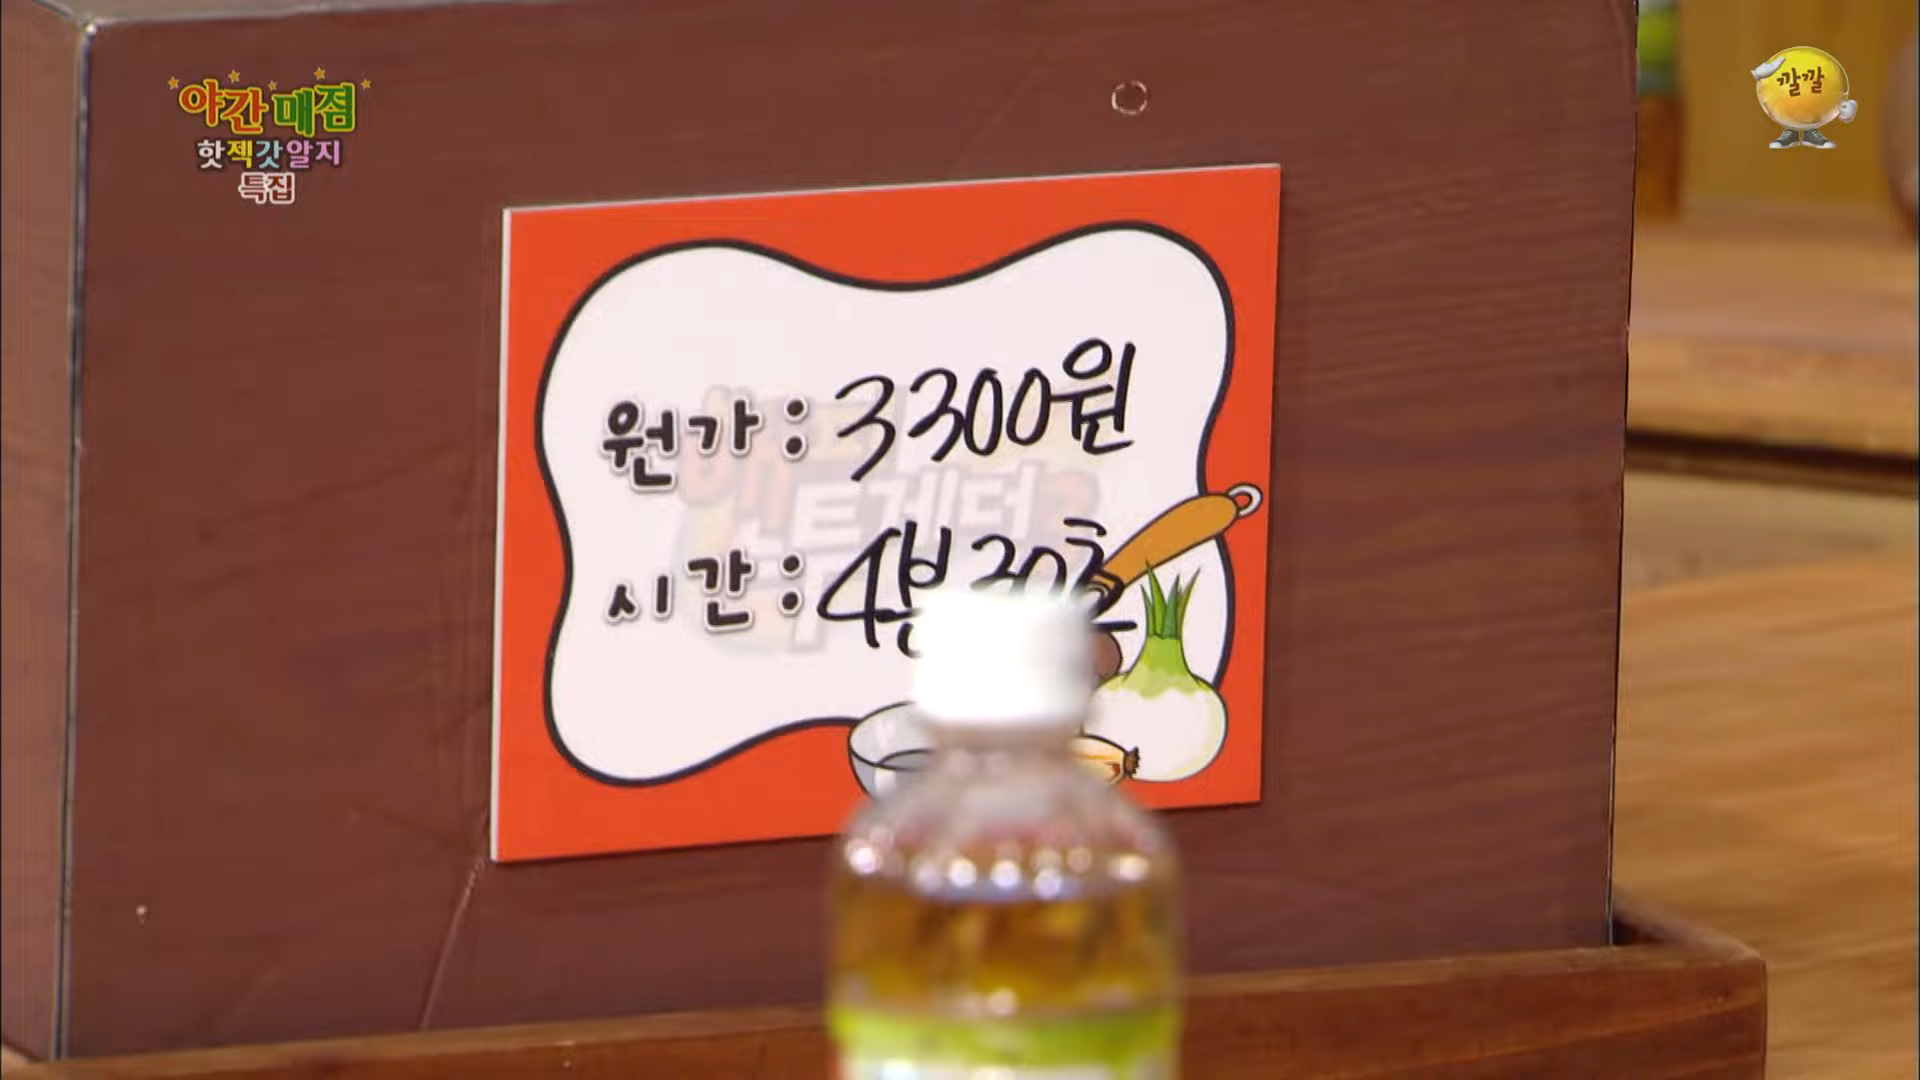 야간매점
핫젝갓알지
특집
깔깔
원가 : 3300원
시간 : 4분 30초